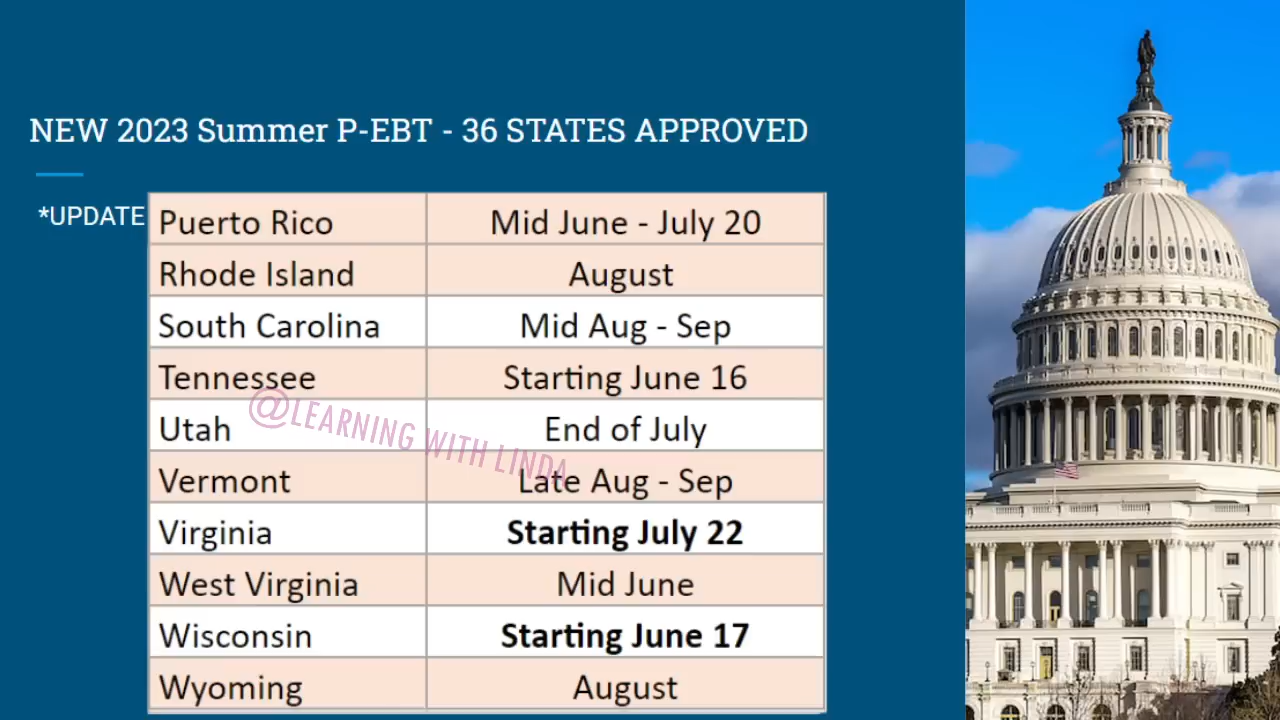 NEW 2023 Summer P-EBT - 36 STATES APPROVED
*UPDATE
Puerto Rico Mid June - July 20
Rhode Island August
South Carolina Mid Aug - Sep
Tennessee Starting June 16
@LEARNING WITH LINDA
Utah End of July
Vermont Late Aug - Sep
Virginia Starting July 22
West Virginia Mid June
Wisconsin Starting June 17
Wyoming August